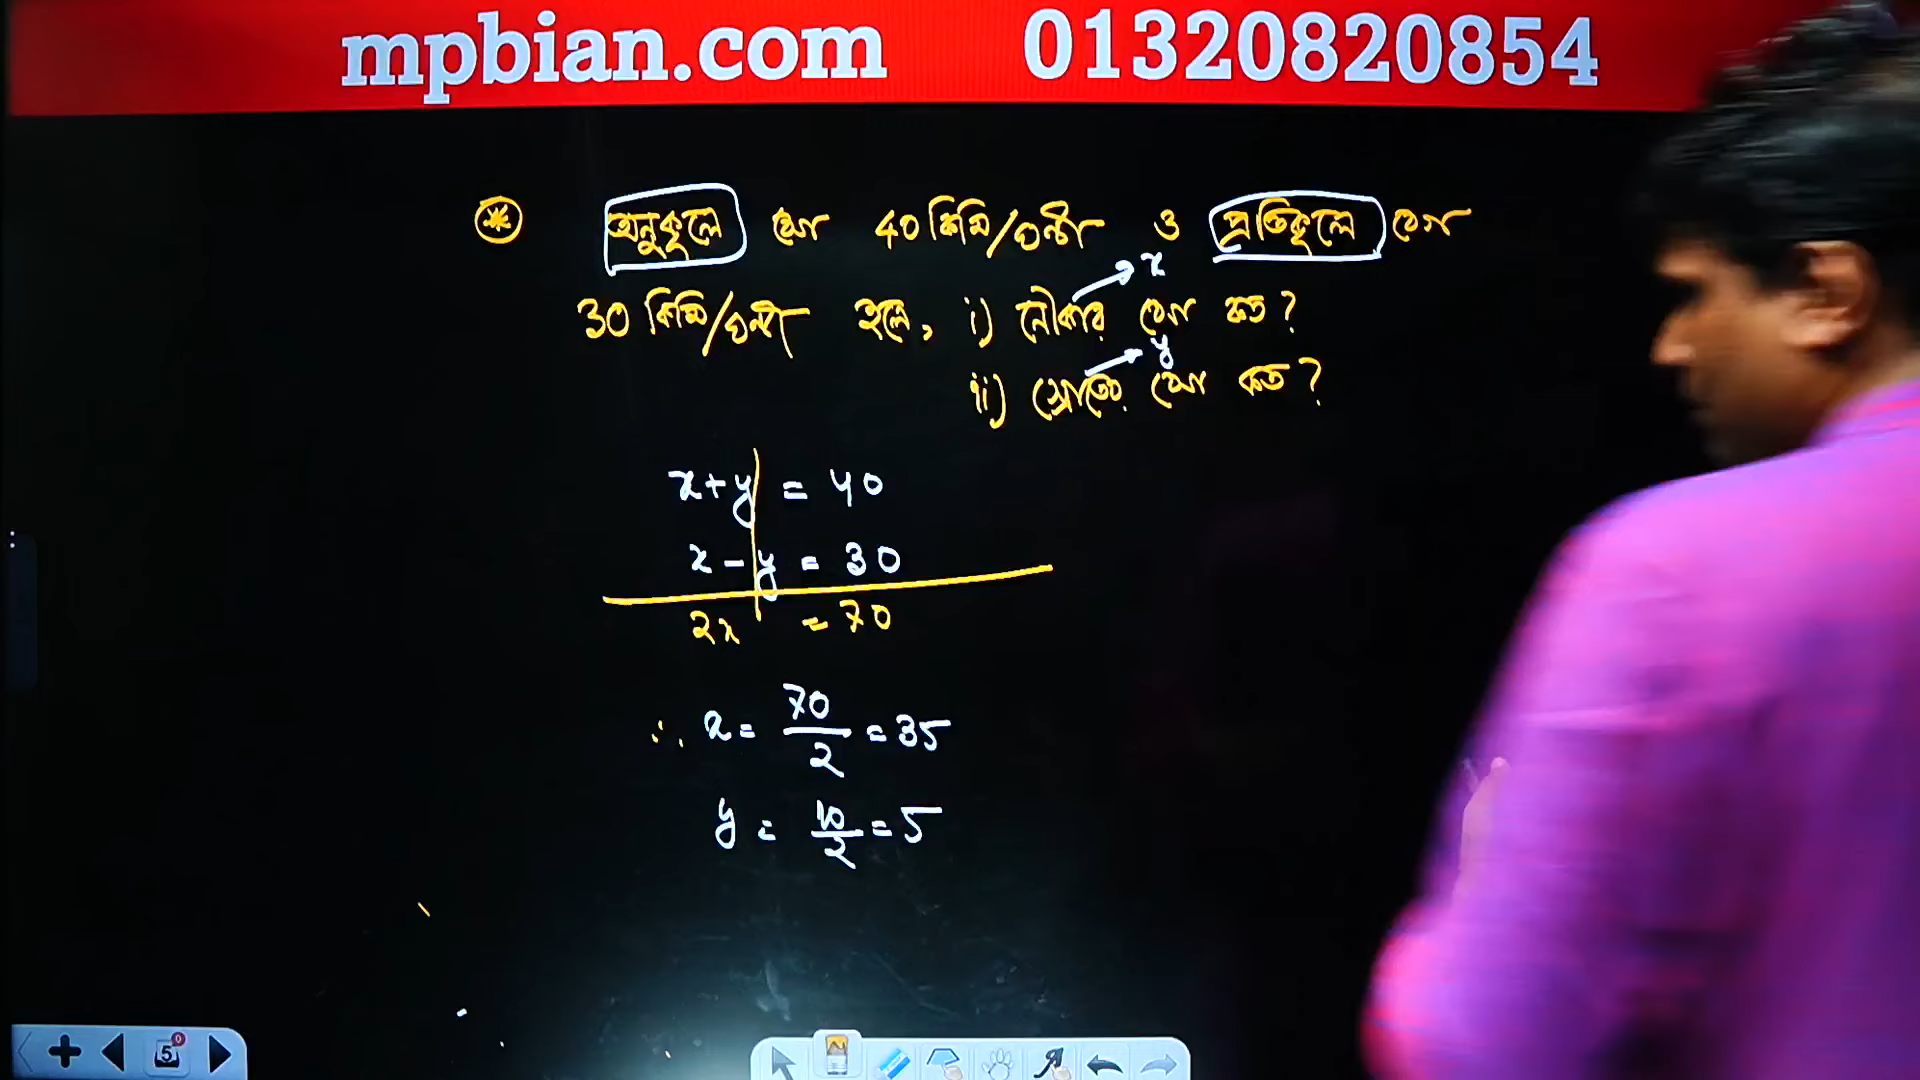 mpbian.com 01320820854
অনুকূলে বেগ 40 কিমি/ঘন্টা ও প্রতিকূলে বেগ
x
30 কিমি/ঘন্টা হলে, i) নৌকার বেগ কত?
y
ii) স্রোতের বেগ কত?
x+y = 40
x-y = 30
2x = 70
∴ x = 70/2 = 35
y = 10/2 = 5
5